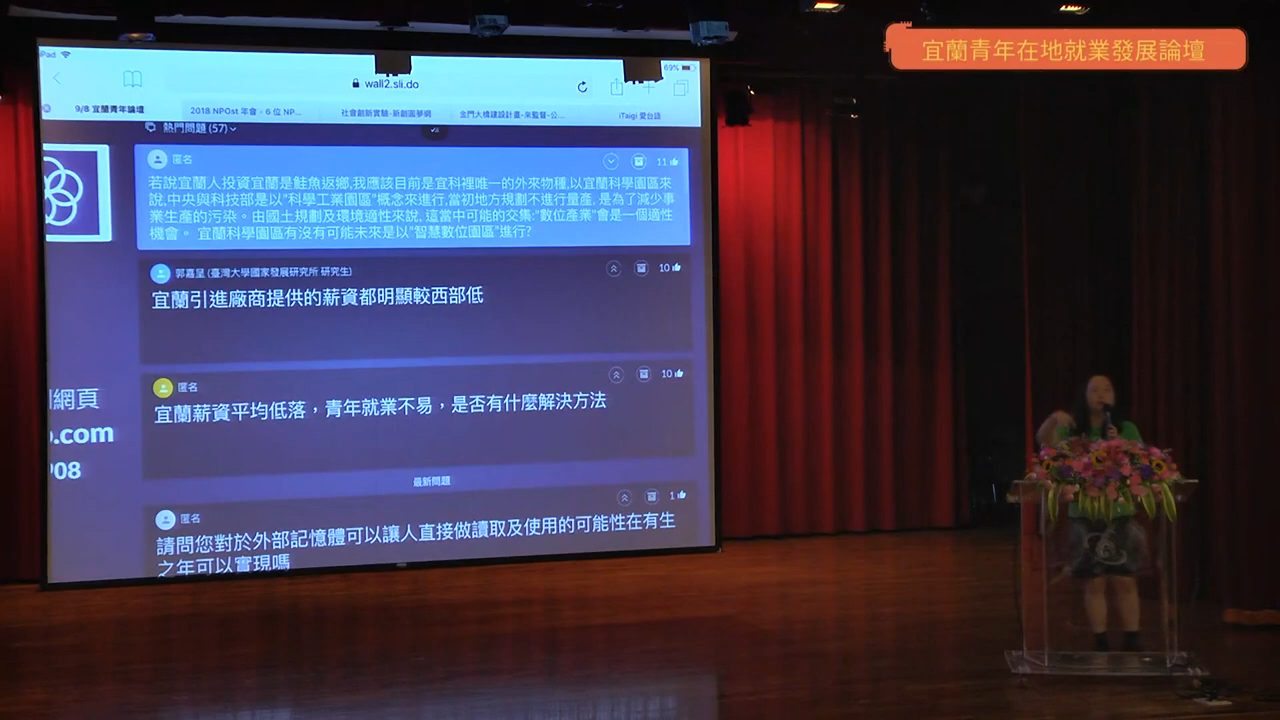 宜蘭青年在地就業發展論壇
iPad
69%
wall2.sli.do
9/8 宜蘭青年論壇
2018 NPOst 年會 × 6 位 NP...
社會創新實驗-新創圓夢網
金門大橋建設計畫-來監督-公...
iTaigi 愛台語
熱門問題 (57)
匿名
11
若說宜蘭人投資宜蘭是鮭魚返鄉,我應該目前是宜科裡唯一的外來物種,以宜蘭科學園區來
說,中央與科技部是以"科學工業園區"概念來進行,當初地方規劃不進行量產, 是為了減少事
業生產的污染。由國土規劃及環境適性來說, 這當中可能的交集:"數位產業"會是一個適性
機會。 宜蘭科學園區有沒有可能未來是以"智慧數位園區"進行?
郭嘉呈 (臺灣大學國家發展研究所 研究生)
10
宜蘭引進廠商提供的薪資都明顯較西部低
匿名
10
宜蘭薪資平均低落，青年就業不易，是否有什麼解決方法
網頁
.com
908
最新問題
匿名
1
請問您對於外部記憶體可以讓人直接做讀取及使用的可能性在有生
之年可以實現嗎